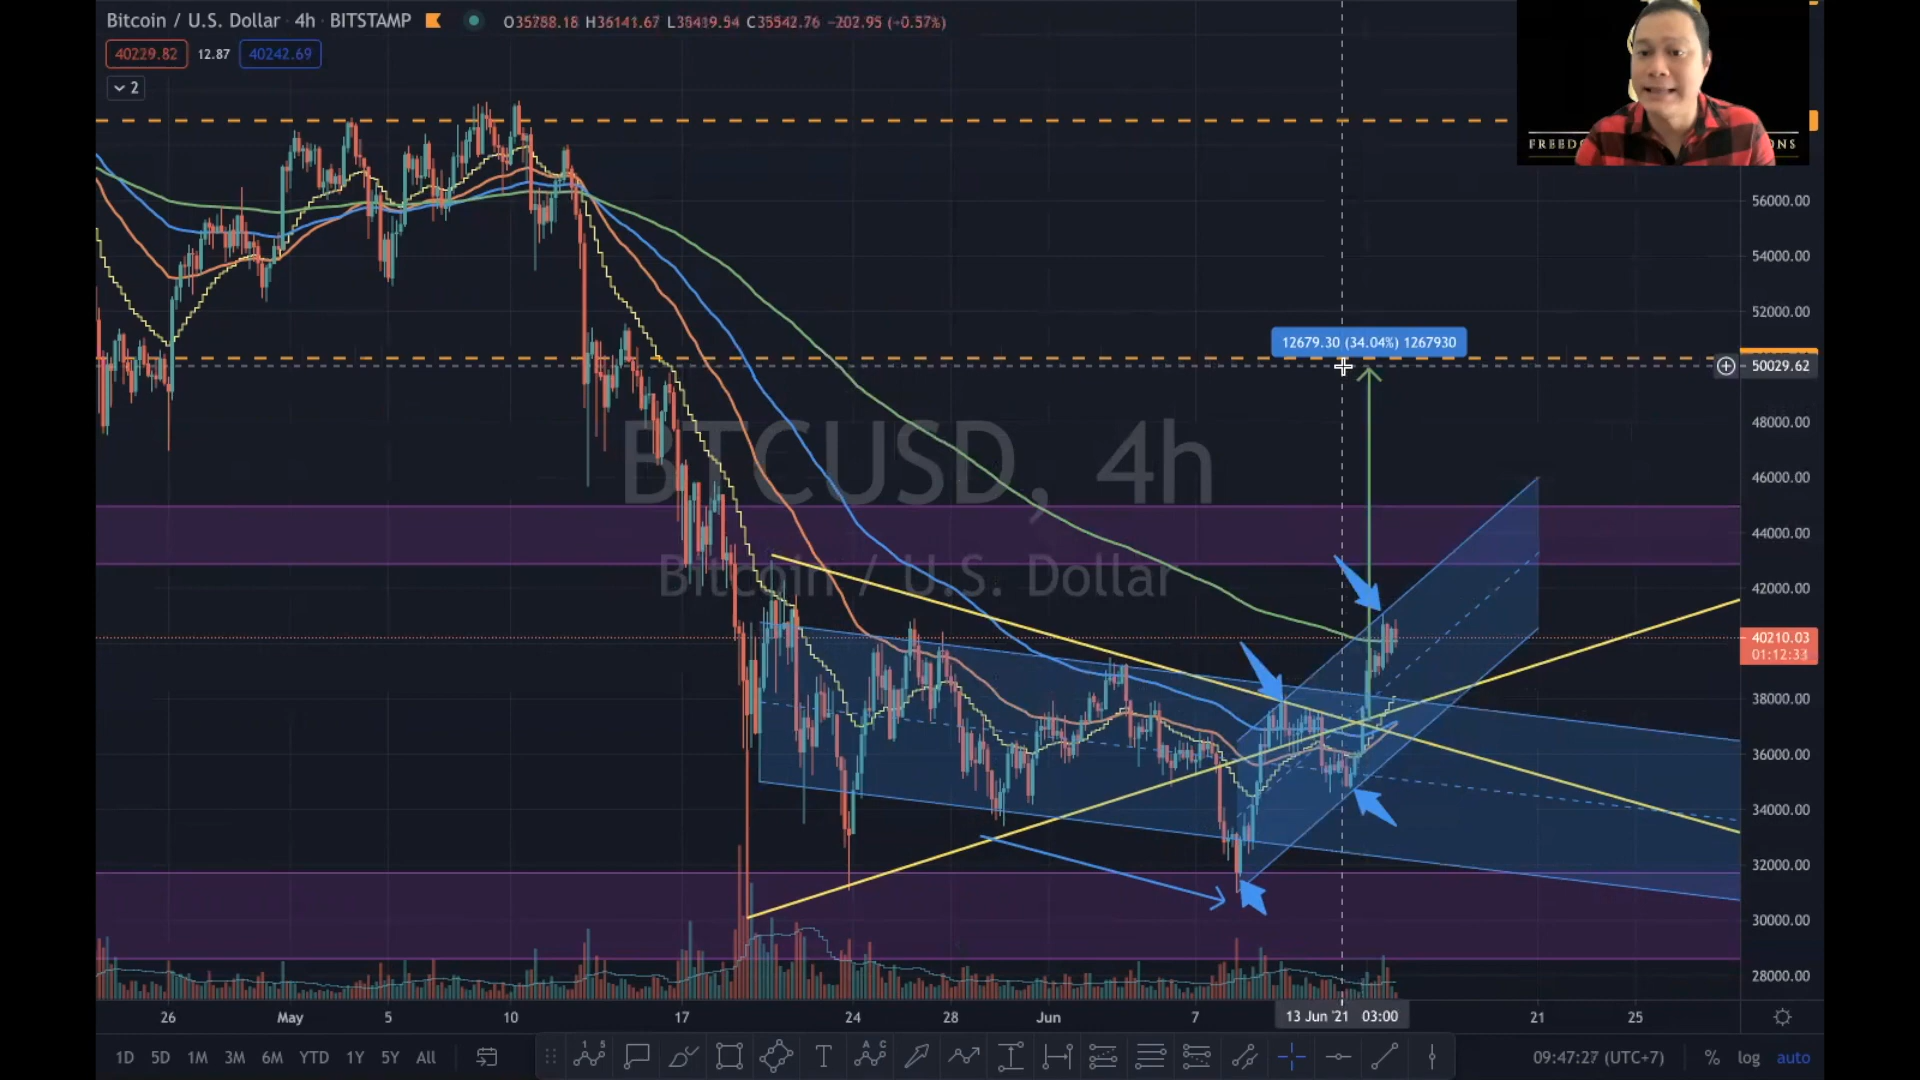 Bitcoin / U.S. Dollar · 4h · BITSTAMP O35788.18 H36141.67 L35419.54 C35542.76 −202.95 (−0.57%)
40229.82 12.87 40242.69
2
FREED
NS
56000.00
54000.00
52000.00
12679.30 (34.04%) 1267930
50029.62
48000.00
BTCUSD, 4h
46000.00
44000.00
Bitcoin / U.S. Dollar
42000.00
40210.03
01:12:33
38000.00
36000.00
34000.00
32000.00
30000.00
28000.00
26 May 5 10 17 24 28 Jun 7 13 Jun '21 03:00 21 25
1D 5D 1M 3M 6M YTD 1Y 5Y All 09:47:27 (UTC+7) % log auto